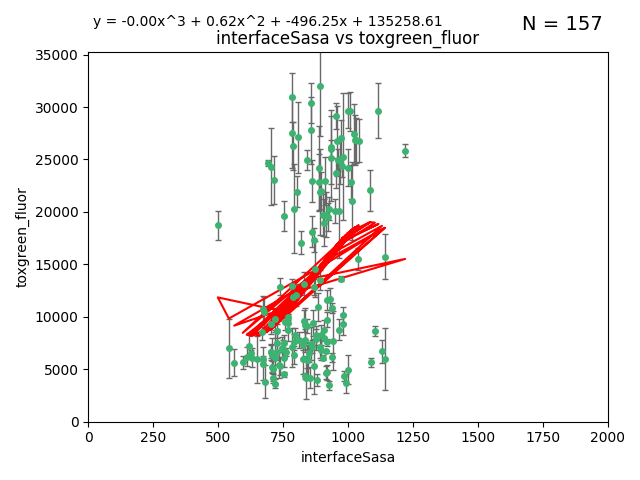 y = -0.00x^3 + 0.62x^2 + -496.25x + 135258.61
N = 157
interfaceSasa vs toxgreen_fluor
35000
30000
25000
20000
15000
10000
5000
0
toxgreen_fluor
0 250 500 750 1000 1250 1500 1750 2000
interfaceSasa